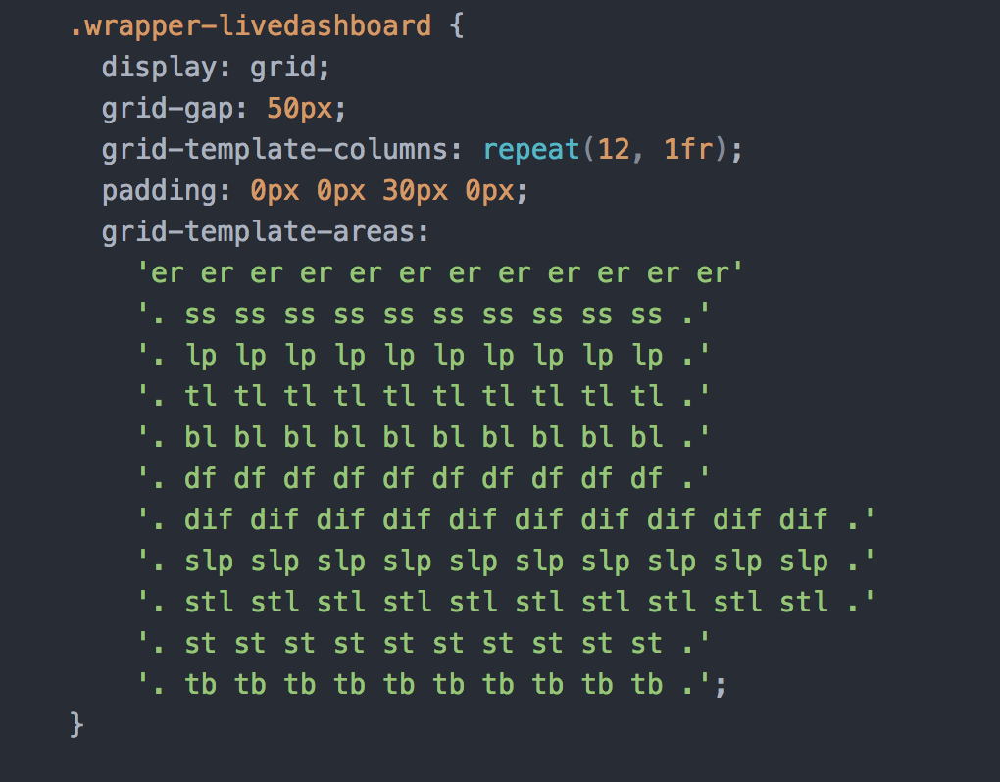 .wrapper-livedashboard {
display: grid;
grid-gap: 50px;
grid-template-columns: repeat(12, 1fr);
padding: 0px 0px 30px 0px;
grid-template-areas:
'er er er er er er er er er er er er'
'. ss ss ss ss ss ss ss ss ss ss .'
'. lp lp lp lp lp lp lp lp lp lp .'
'. tl tl tl tl tl tl tl tl tl tl .'
'. bl bl bl bl bl bl bl bl bl bl .'
'. df df df df df df df df df df .'
'. dif dif dif dif dif dif dif dif dif dif .'
'. slp slp slp slp slp slp slp slp slp slp .'
'. stl stl stl stl stl stl stl stl stl stl .'
'. st st st st st st st st st st .'
'. tb tb tb tb tb tb tb tb tb tb .';
}